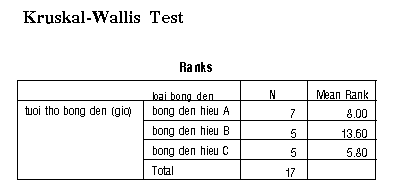 Kruskal-Wallis Test
Ranks
loai bong den N Mean Rank
tuoi tho bong den (gio) bong den hieu A 7 8.00
bong den hieu B 5 13.60
bong den hieu C 5 5.80
Total 17